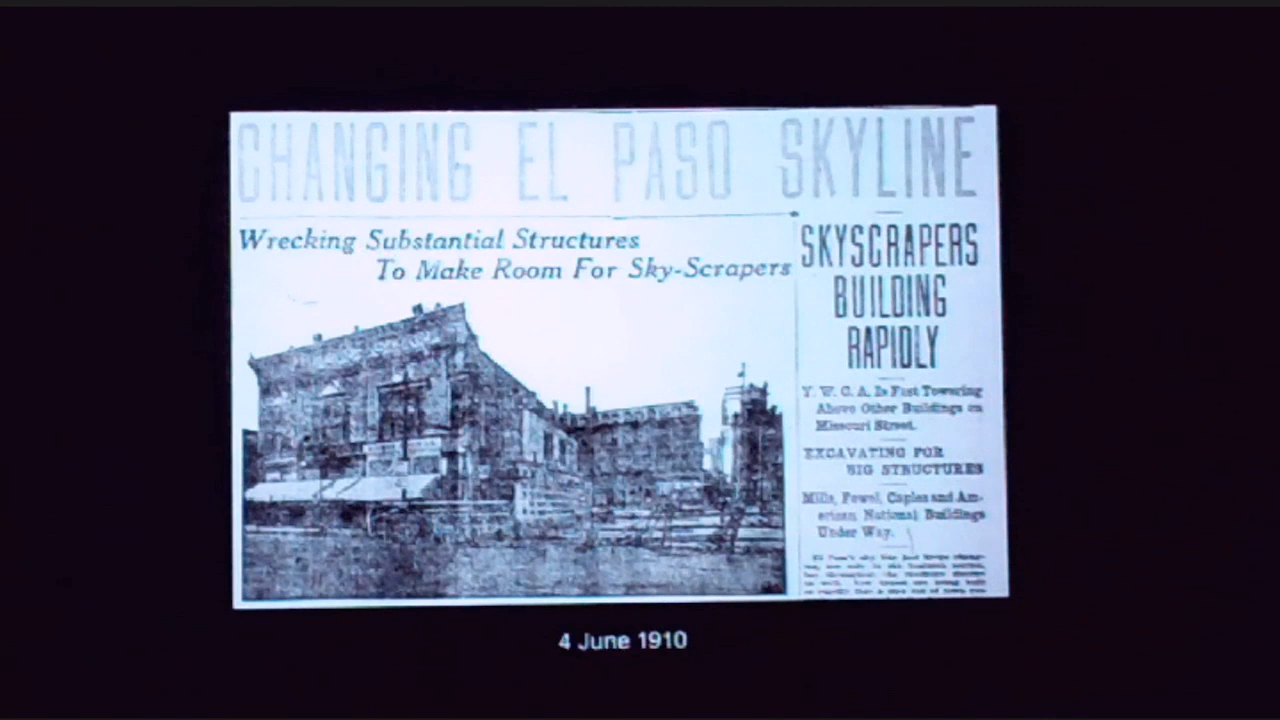 CHANGING EL PASO SKYLINE
Wrecking Substantial Structures
To Make Room For Sky-Scrapers
SKYSCRAPERS
BUILDING
RAPIDLY
Y. W. C. A. Is Fast Towering
Above Other Buildings on
Missouri Street.
EXCAVATING FOR
BIG STRUCTURES
Mills, Fewel, Caples and Am-
erican National Buildings
Under Way.
4 June 1910